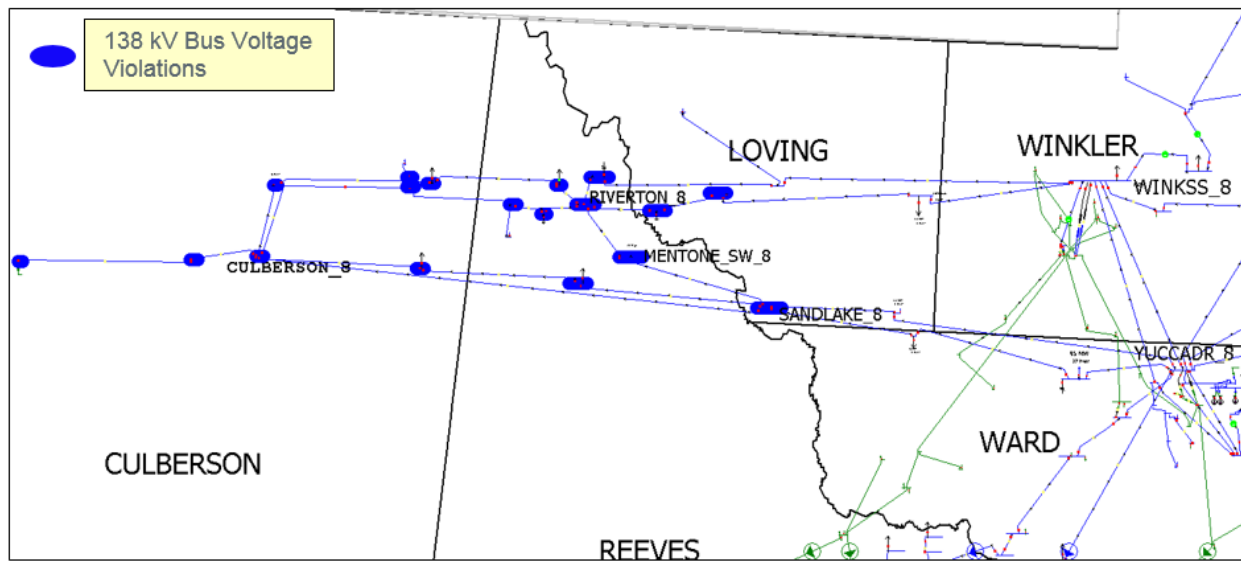 138 kV Bus Voltage
Violations
LOVING
WINKLER
WINKSS_8
RIVERTON_8
MENTONE_SW_8
CULBERSON_8
SANDLAKE_8
YUCCADR_8
WARD
CULBERSON
REEVES